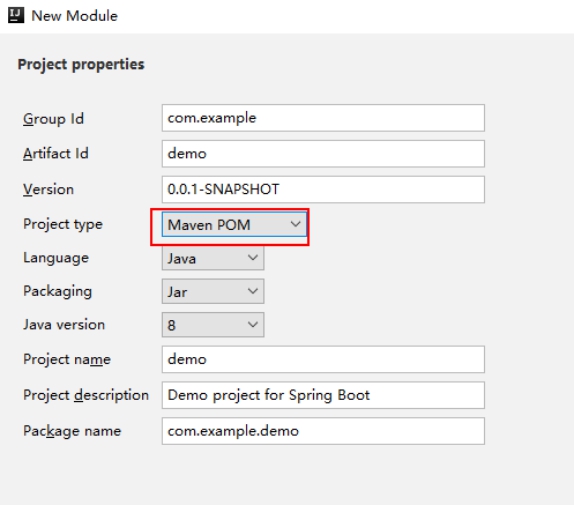 New Module
Project properties
Group Id com.example
Artifact Id demo
Version 0.0.1-SNAPSHOT
Project type Maven POM
Language Java
Packaging Jar
Java version 8
Project name demo
Project description Demo project for Spring Boot
Package name com.example.demo